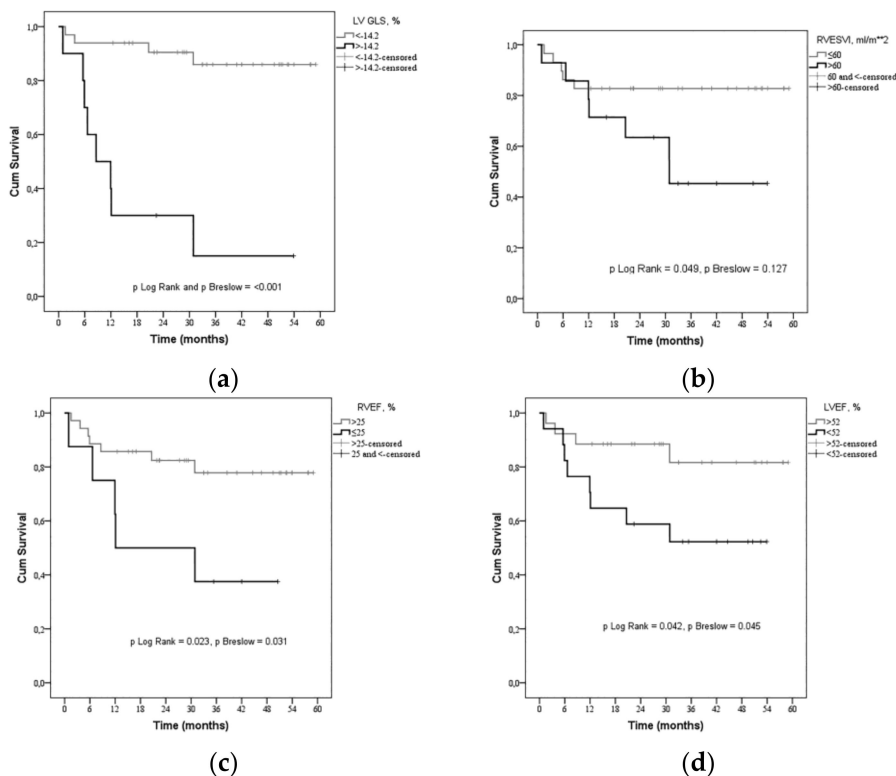 LV GLS, %
<-14.2
>-14.2
<-14.2-censored
>-14.2-censored
1,0
0,8
0,6
0,4
0,2
0,0
Cum Survival
p Log Rank and p Breslow = <0.001
0 6 12 18 24 30 36 42 48 54 60
Time (months)
(a)
RVESVI, ml/m**2
≤60
>60
60 and <-censored
>60-censored
1,0
0,8
0,6
0,4
0,2
0,0
Cum Survival
p Log Rank = 0.049, p Breslow = 0.127
0 6 12 18 24 30 36 42 48 54 60
Time (months)
(b)
RVEF, %
>25
≤25
>25-censored
25 and <-censored
1,0
0,8
0,6
0,4
0,2
0,0
Cum Survival
p Log Rank = 0.023, p Breslow = 0.031
0 6 12 18 24 30 36 42 48 54 60
Time (months)
(c)
LVEF, %
>52
<52
>52-censored
<52-censored
1,0
0,8
0,6
0,4
0,2
0,0
Cum Survival
p Log Rank = 0.042, p Breslow = 0.045
0 6 12 18 24 30 36 42 48 54 60
Time (months)
(d)